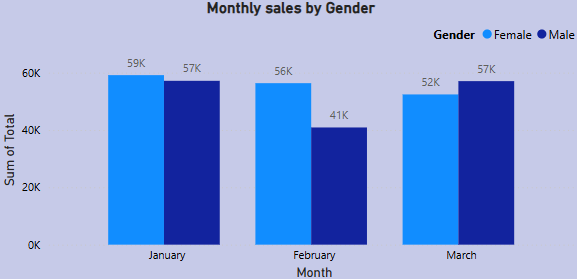 Monthly sales by Gender
Gender Female Male
59K 57K 56K 41K 52K 57K
60K
40K
20K
0K
Sum of Total
January February March
Month